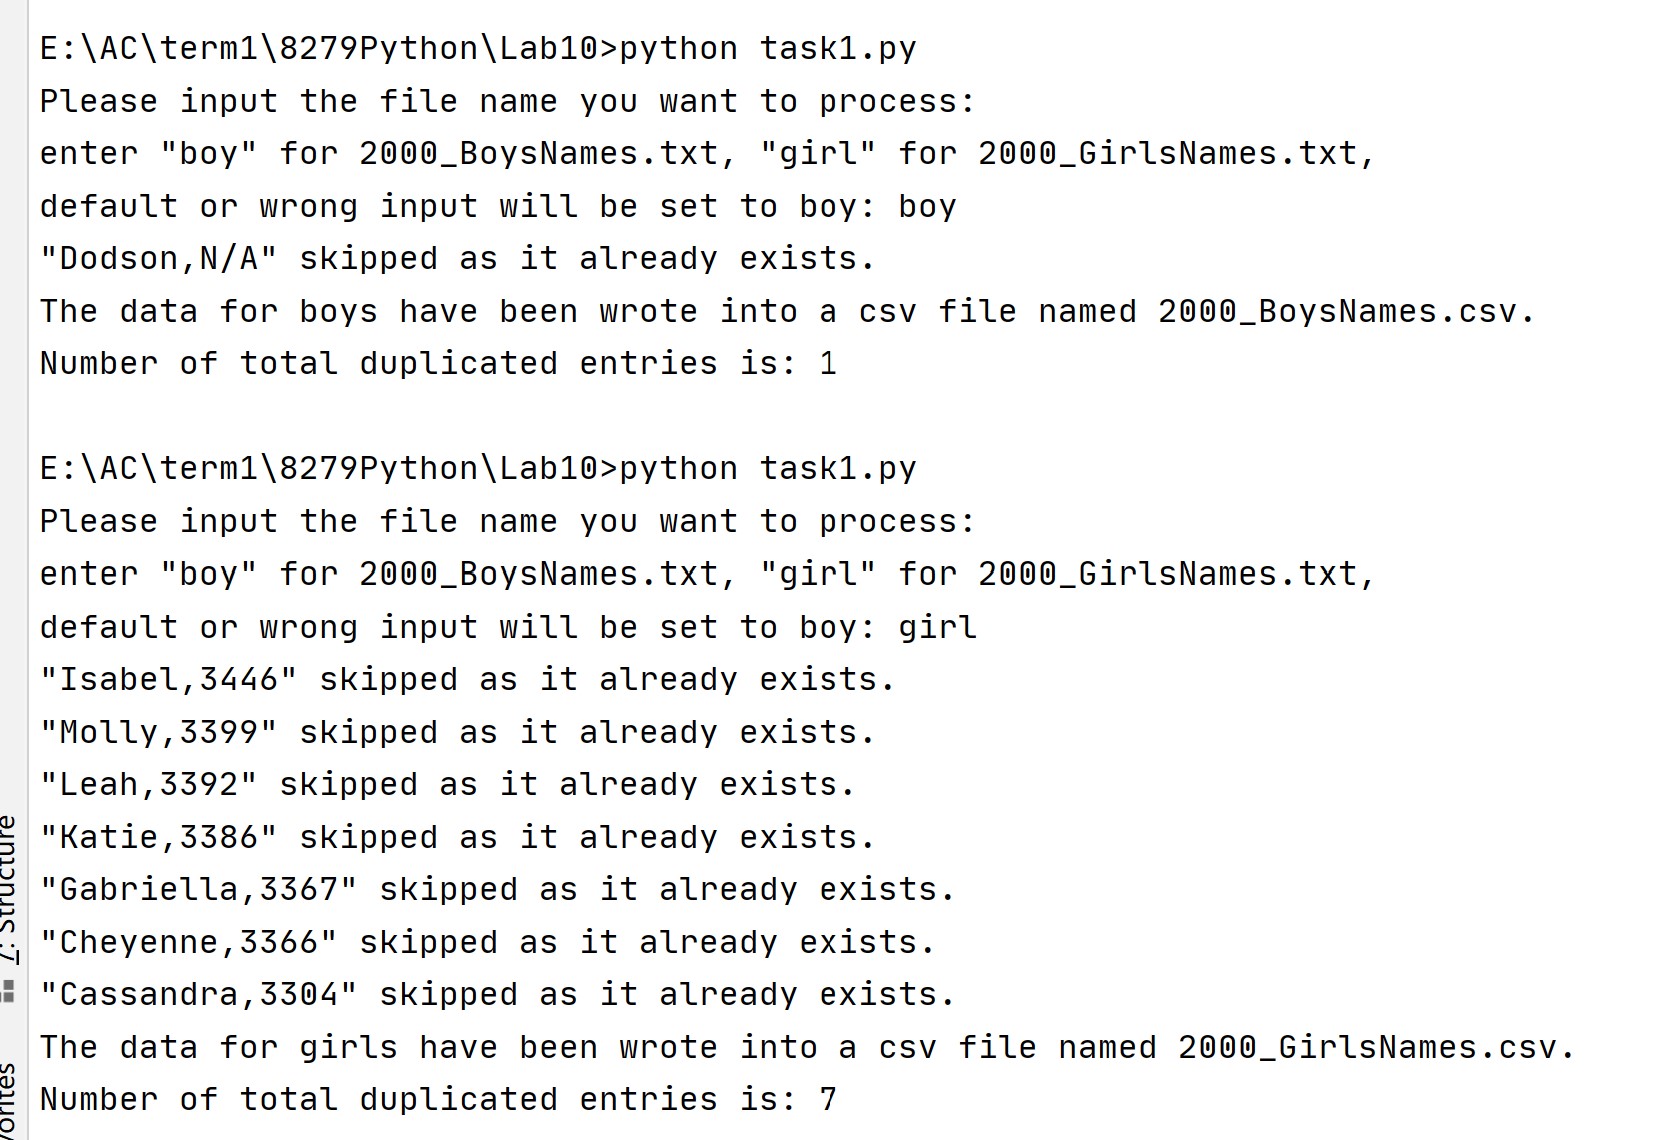 E:\AC\term1\8279Python\Lab10>python task1.py
Please input the file name you want to process:
enter "boy" for 2000_BoysNames.txt, "girl" for 2000_GirlsNames.txt,
default or wrong input will be set to boy: boy
"Dodson,N/A" skipped as it already exists.
The data for boys have been wrote into a csv file named 2000_BoysNames.csv.
Number of total duplicated entries is: 1
E:\AC\term1\8279Python\Lab10>python task1.py
Please input the file name you want to process:
enter "boy" for 2000_BoysNames.txt, "girl" for 2000_GirlsNames.txt,
default or wrong input will be set to boy: girl
"Isabel,3446" skipped as it already exists.
"Molly,3399" skipped as it already exists.
"Leah,3392" skipped as it already exists.
"Katie,3386" skipped as it already exists.
"Gabriella,3367" skipped as it already exists.
"Cheyenne,3366" skipped as it already exists.
"Cassandra,3304" skipped as it already exists.
The data for girls have been wrote into a csv file named 2000_GirlsNames.csv.
Number of total duplicated entries is: 7
7: Structure